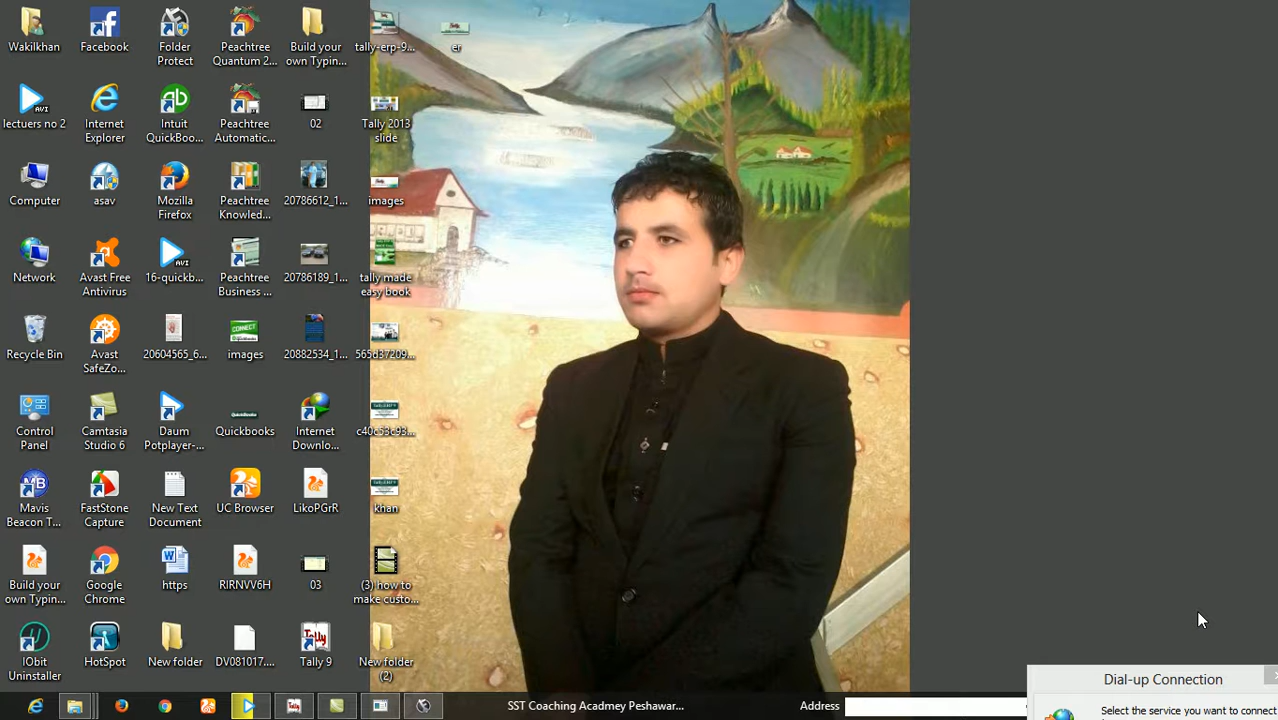 Wakilkhan
Facebook
Folder
Protect
Peachtree
Quantum 2...
Build your
own Typin...
tally-erp-9...
er
lectuers no 2
Internet
Explorer
Intuit
QuickBoo...
Peachtree
Automatic...
02
Tally 2013
slide
Computer
asav
Mozilla
Firefox
Peachtree
Knowled...
20786612_1...
images
Network
Avast Free
Antivirus
16-quickb...
Peachtree
Business ...
20786189_1...
tally made
easy book
Recycle Bin
Avast
SafeZo...
20604565_6...
images
20882534_1...
565d37209...
Control
Panel
Camtasia
Studio 6
Daum
Potplayer-...
Quickbooks
Internet
Downlo...
c40c53c93...
Mavis
Beacon T...
FastStone
Capture
New Text
Document
UC Browser
LikoPGrR
khan
Build your
own Typin...
Google
Chrome
https
RIRNVV6H
03
(3) how to
make custo...
IObit
Uninstaller
HotSpot
New folder
DV081017....
Tally 9
New folder
(2)
Dial-up Connection
Select the service you want to connect
SST Coaching Acadmey Peshawar...
Address